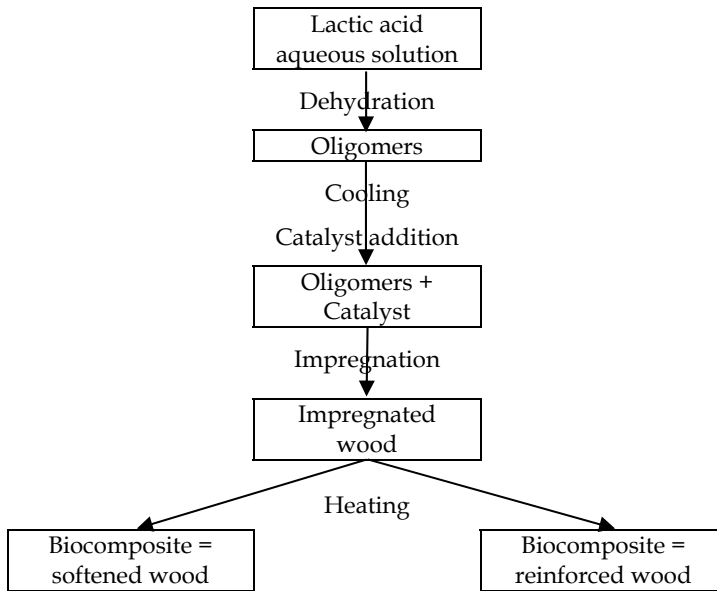 Lactic acid
aqueous solution
Dehydration
Oligomers
Cooling
Catalyst addition
Oligomers +
Catalyst
Impregnation
Impregnated
wood
Heating
Biocomposite =
softened wood
Biocomposite =
reinforced wood